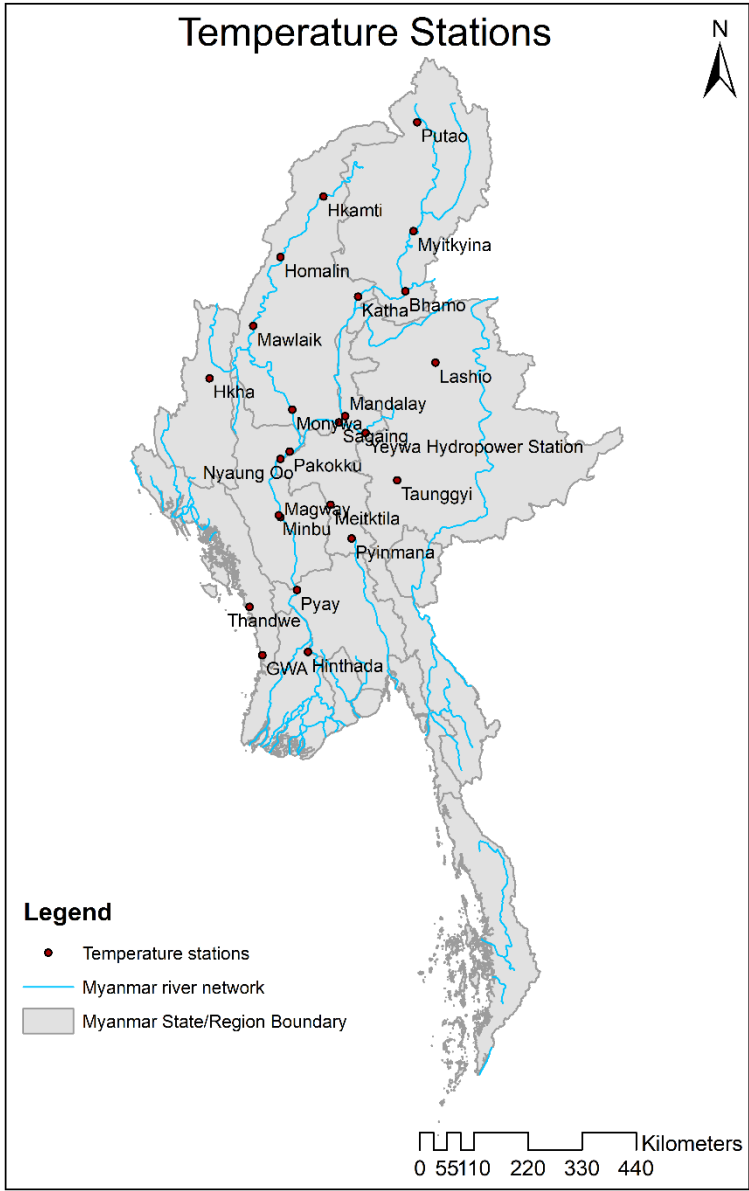 Temperature Stations
N
Putao
Hkamti
Myitkyina
Homalin
Katha
Bhamo
Mawlaik
Lashio
Hkha
Mandalay
Monywa
Sagaing
Yeywa Hydropower Station
Pakokku
Nyaung Oo
Taunggyi
Magway
Meitktila
Minbu
Pyinmana
Pyay
Thandwe
GWA
Hinthada
Legend
Temperature stations
Myanmar river network
Myanmar State/Region Boundary
Kilometers
0 55110 220 330 440